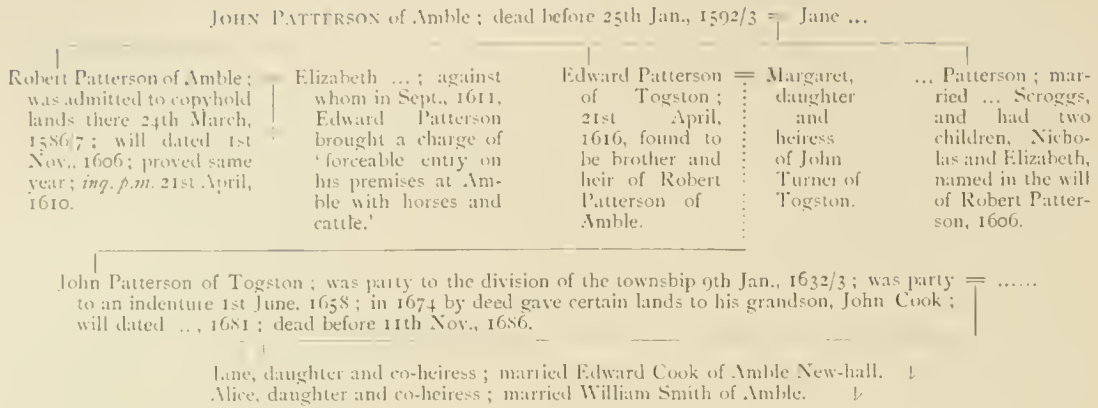 JOHN PATTERSON of Amble ; dead before 25th Jan., 1592/3 = Jane ...
Robert Patterson of Amble ;
was admitted to copyhold
lands there 24th March,
1586/7 ; will dated 1st
Nov., 1606 ; proved same
year ; inq. p.m. 21st April,
1610.
=
Elizabeth ... ; against
whom in Sept., 1611,
Edward Patterson
brought a charge of
‘forceable entry on
his premises at Am-
ble with horses and
cattle.’
Edward Patterson
of Togston ;
21st April,
1616, found to
be brother and
heir of Robert
Patterson of
Amble.
=
Margaret,
daughter
and
heiress
of John
Turner of
Togston.
... Patterson ; mar-
ried ... Scroggs,
and had two
children, Nicho-
las and Elizabeth,
named in the will
of Robert Patter-
son, 1606.
John Patterson of Togston ; was party to the division of the township 9th Jan., 1632/3 ; was party = ......
to an indenture 1st June, 1658 ; in 1674 by deed gave certain lands to his grandson, John Cook ;
will dated .., 1681 ; dead before 11th Nov., 1686.
Jane, daughter and co-heiress ; married Edward Cook of Amble New-hall. ↓
Alice, daughter and co-heiress ; married William Smith of Amble. ↓